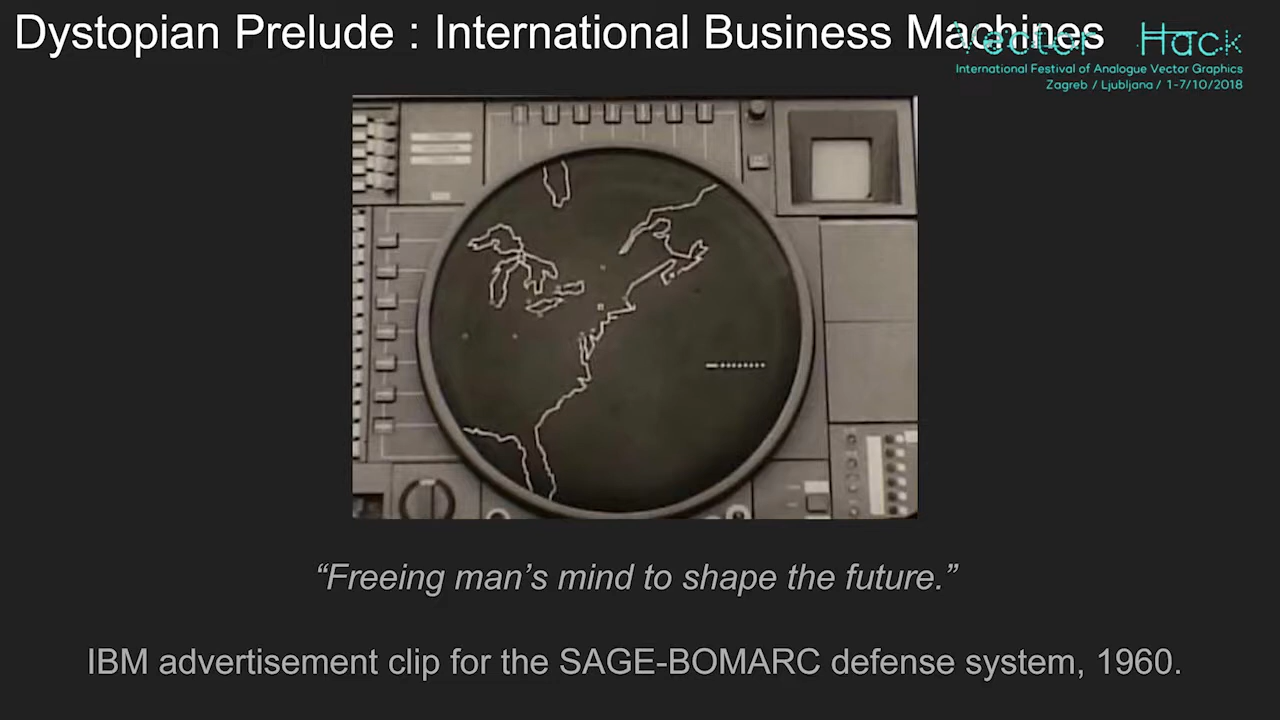 Dystopian Prelude : International Business Machines
Vector Hack
International Festival of Analogue Vector Graphics
Zagreb / Ljubljana / 1-7/10/2018
“Freeing man’s mind to shape the future.”
IBM advertisement clip for the SAGE-BOMARC defense system, 1960.